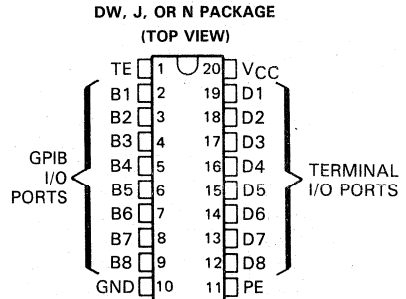 DW, J, OR N PACKAGE
(TOP VIEW)
TE 1 20 VCC
B1 2 19 D1
B2 3 18 D2
B3 4 17 D3
B4 5 16 D4
B5 6 15 D5
B6 7 14 D6
B7 8 13 D7
B8 9 12 D8
GND 10 11 PE
GPIB
I/O
PORTS
TERMINAL
I/O PORTS